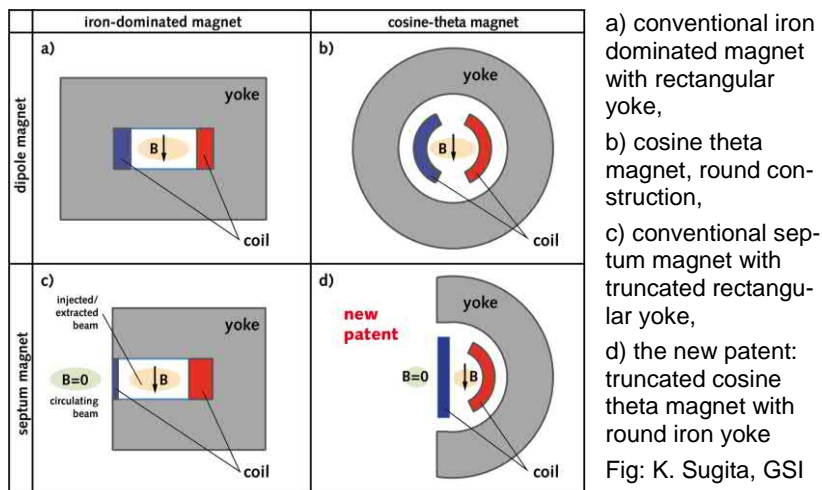 iron-dominated magnet
cosine-theta magnet
dipole magnet
a)
yoke
B
coil
b)
yoke
B
coil
septum magnet
c)
injected/
extracted
beam
yoke
B=0
circulating
beam
B
coil
d)
new
patent
yoke
B=0
B
coil
a) conventional iron
dominated magnet
with rectangular
yoke,
b) cosine theta
magnet, round con-
struction,
c) conventional sep-
tum magnet with
truncated rectangu-
lar yoke,
d) the new patent:
truncated cosine
theta magnet with
round iron yoke
Fig: K. Sugita, GSI